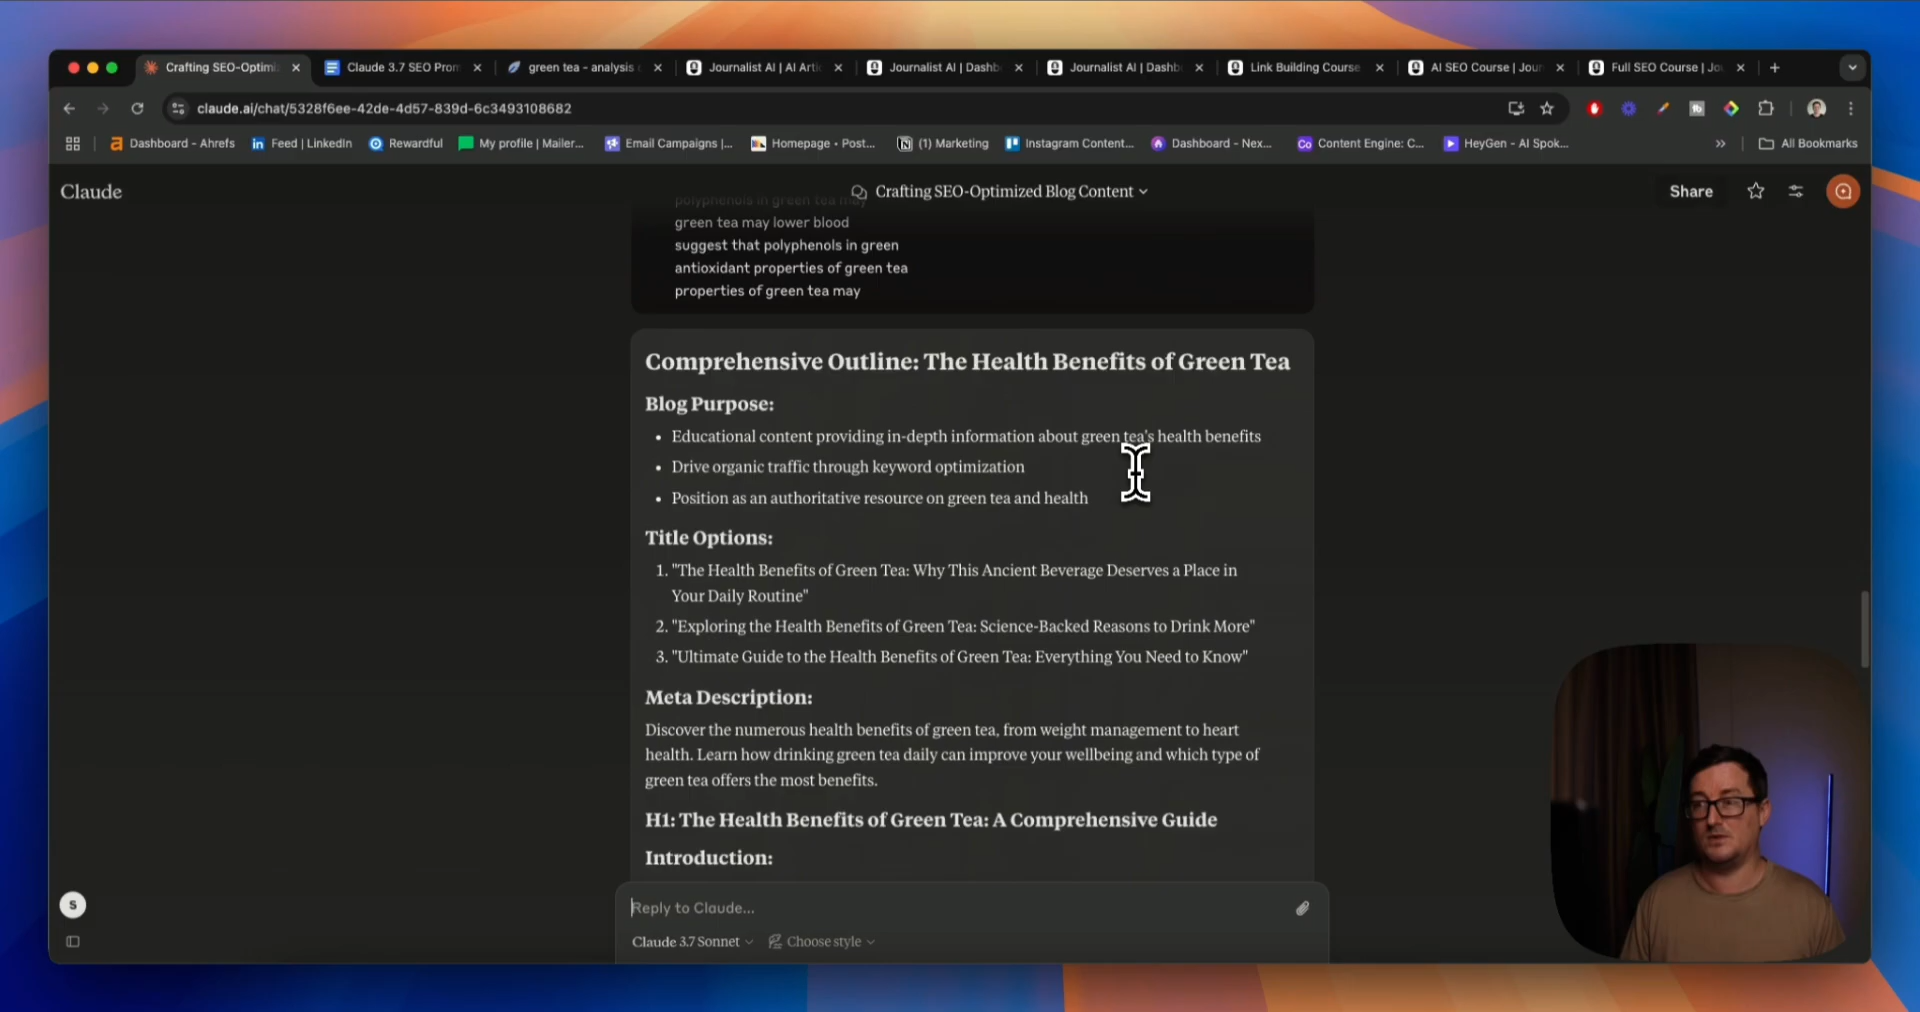 Crafting SEO-Optimi
Claude 3.7 SEO Pron
green tea - analysis
Journalist AI | AI Arti
Journalist AI | Dashb
Journalist AI | Dashb
Link Building Course
AI SEO Course | Jour
Full SEO Course | Jo
claude.ai/chat/5328f6ee-42de-4d57-839d-6c3493108682
Dashboard - Ahrefs
Feed | LinkedIn
Rewardful
My profile | Mailer...
Email Campaigns |...
Homepage • Post...
(1) Marketing
Instagram Content...
Dashboard - Nex...
Co
Content Engine: C...
HeyGen - AI Spok...
All Bookmarks
Claude
Crafting SEO-Optimized Blog Content
Share
polyphenols in green tea may
green tea may lower blood
suggest that polyphenols in green
antioxidant properties of green tea
properties of green tea may
Comprehensive Outline: The Health Benefits of Green Tea
Blog Purpose:
• Educational content providing in-depth information about green tea's health benefits
• Drive organic traffic through keyword optimization
• Position as an authoritative resource on green tea and health
Title Options:
1. "The Health Benefits of Green Tea: Why This Ancient Beverage Deserves a Place in
Your Daily Routine"
2. "Exploring the Health Benefits of Green Tea: Science-Backed Reasons to Drink More"
3. "Ultimate Guide to the Health Benefits of Green Tea: Everything You Need to Know"
Meta Description:
Discover the numerous health benefits of green tea, from weight management to heart
health. Learn how drinking green tea daily can improve your wellbeing and which type of
green tea offers the most benefits.
H1: The Health Benefits of Green Tea: A Comprehensive Guide
Introduction:
S
Reply to Claude...
Claude 3.7 Sonnet
Choose style